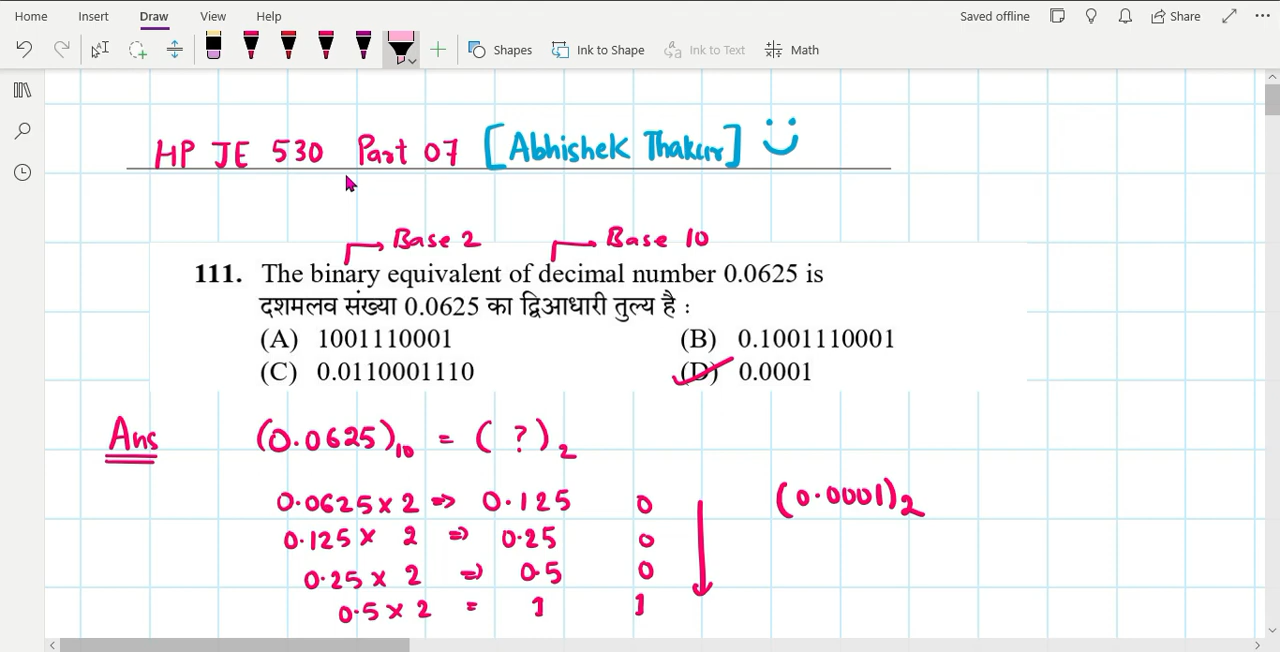 Home Insert Draw View Help Saved offline Share
Shapes Ink to Shape Ink to Text Math
HP JE 530 Part 07 [Abhishek Thakur]
Base 2 Base 10
111. The binary equivalent of decimal number 0.0625 is
दशमलव संख्या 0.0625 का द्विआधारी तुल्य है :
(A) 1001110001 (B) 0.1001110001
(C) 0.0110001110 (D) 0.0001
Ans (0.0625)10 = ( ? )2
0.0625 × 2 => 0.125 0 (0.0001)2
0.125 × 2 => 0.25 0
0.25 × 2 => 0.5 0
0.5 × 2 = 1 1